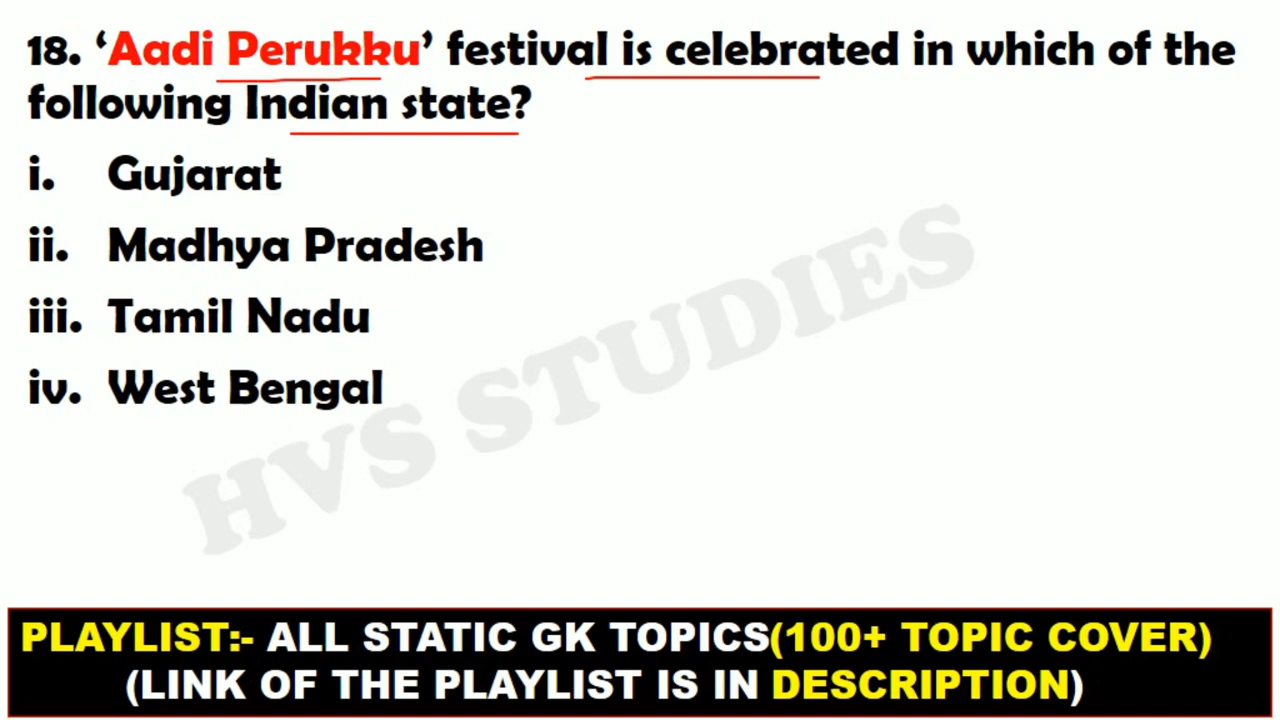 18. ‘Aadi Perukku’ festival is celebrated in which of the
following Indian state?
i. Gujarat
ii. Madhya Pradesh
iii. Tamil Nadu
iv. West Bengal
HVS STUDIES
PLAYLIST:- ALL STATIC GK TOPICS(100+ TOPIC COVER)
(LINK OF THE PLAYLIST IS IN DESCRIPTION)